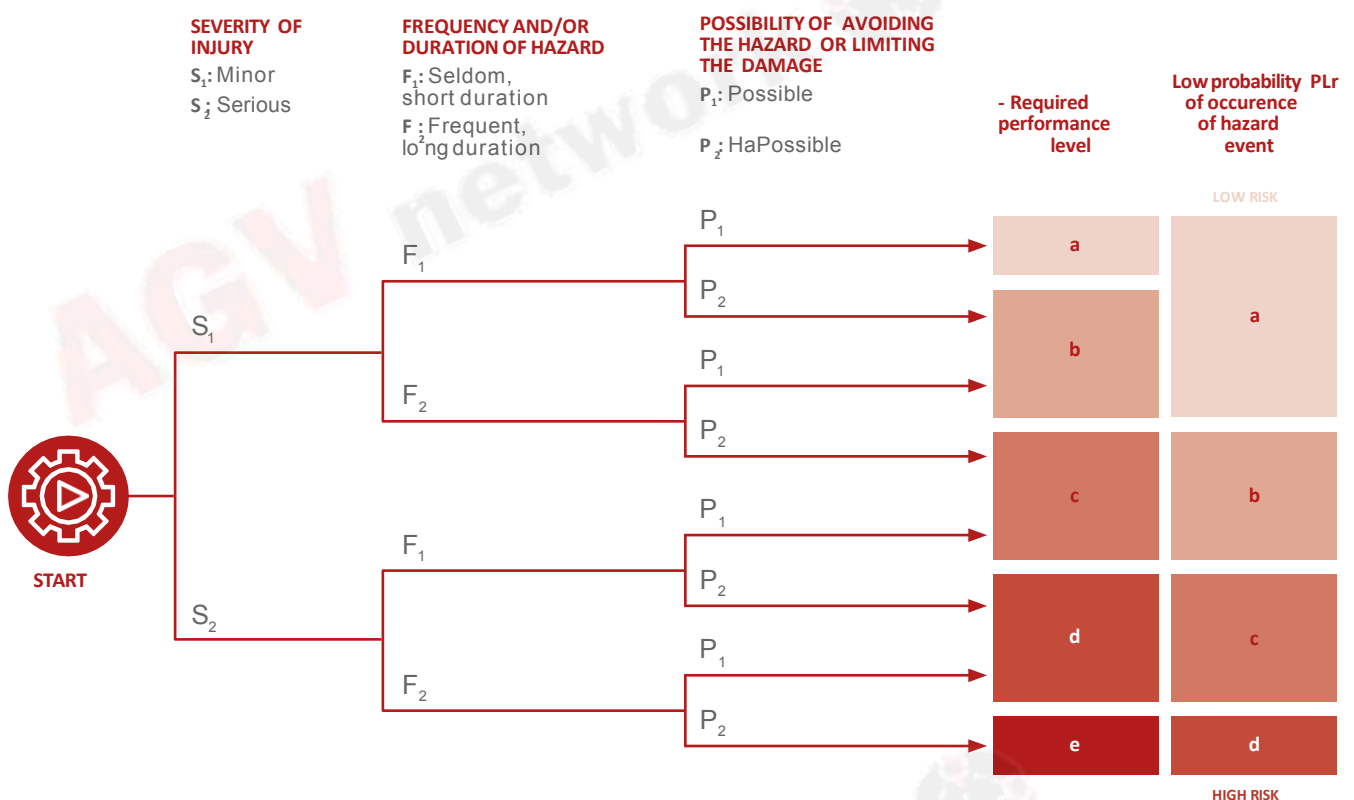 SEVERITY OF
INJURY
S1: Minor
S2: Serious
FREQUENCY AND/OR
DURATION OF HAZARD
F1: Seldom,
short duration
F2: Frequent,
long duration
POSSIBILITY OF AVOIDING
THE HAZARD OR LIMITING
THE DAMAGE
P1: Possible
P2: HaPossible
- Required
performance
level
Low probability PLr
of occurence
of hazard
event
LOW RISK
AGV network
START
S1
S2
F1
F2
F1
F2
P1
P2
P1
P2
P1
P2
P1
P2
a
b
c
d
e
a
b
c
d
HIGH RISK